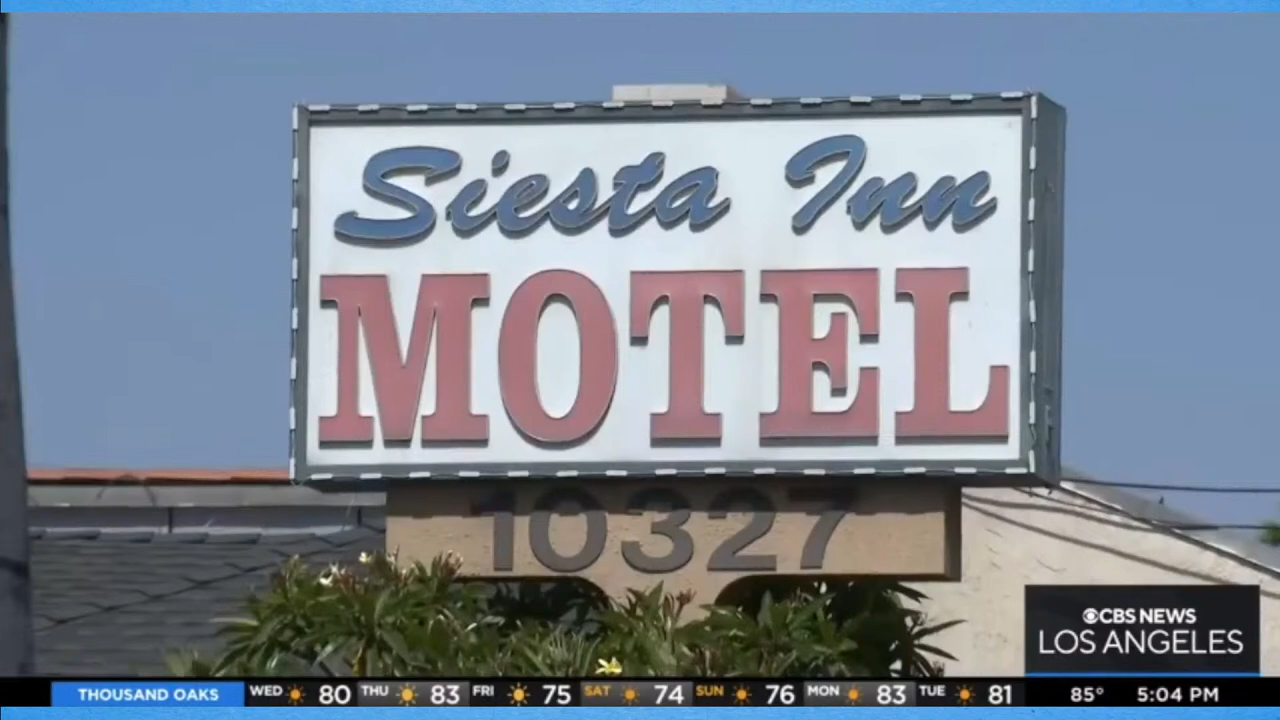 Siesta Inn
MOTEL
10327
CBS NEWS
LOS ANGELES
THOUSAND OAKS WED 80 THU 83 FRI 75 SAT 74 SUN 76 MON 83 TUE 81 85° 5:04 PM